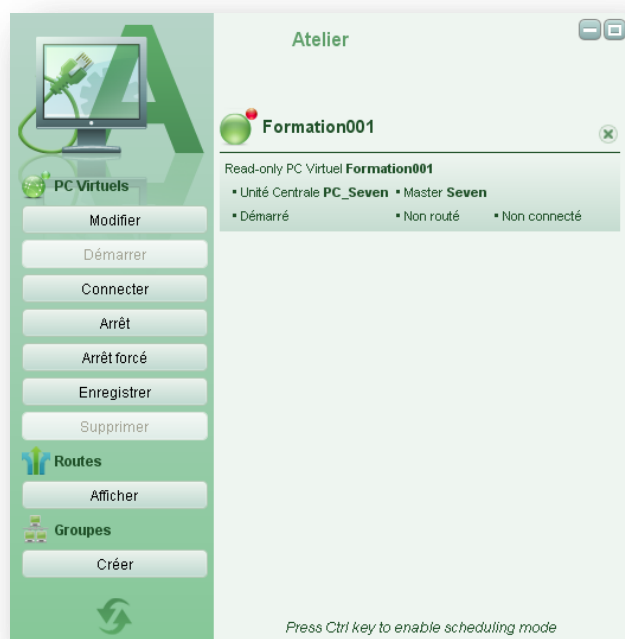 Atelier
A
Formation001
Read-only PC Virtuel Formation001
▪ Unité Centrale PC_Seven ▪ Master Seven
▪ Démarré ▪ Non routé ▪ Non connecté
PC Virtuels
Modifier
Démarrer
Connecter
Arrêt
Arrêt forcé
Enregistrer
Supprimer
Routes
Afficher
Groupes
Créer
Press Ctrl key to enable scheduling mode